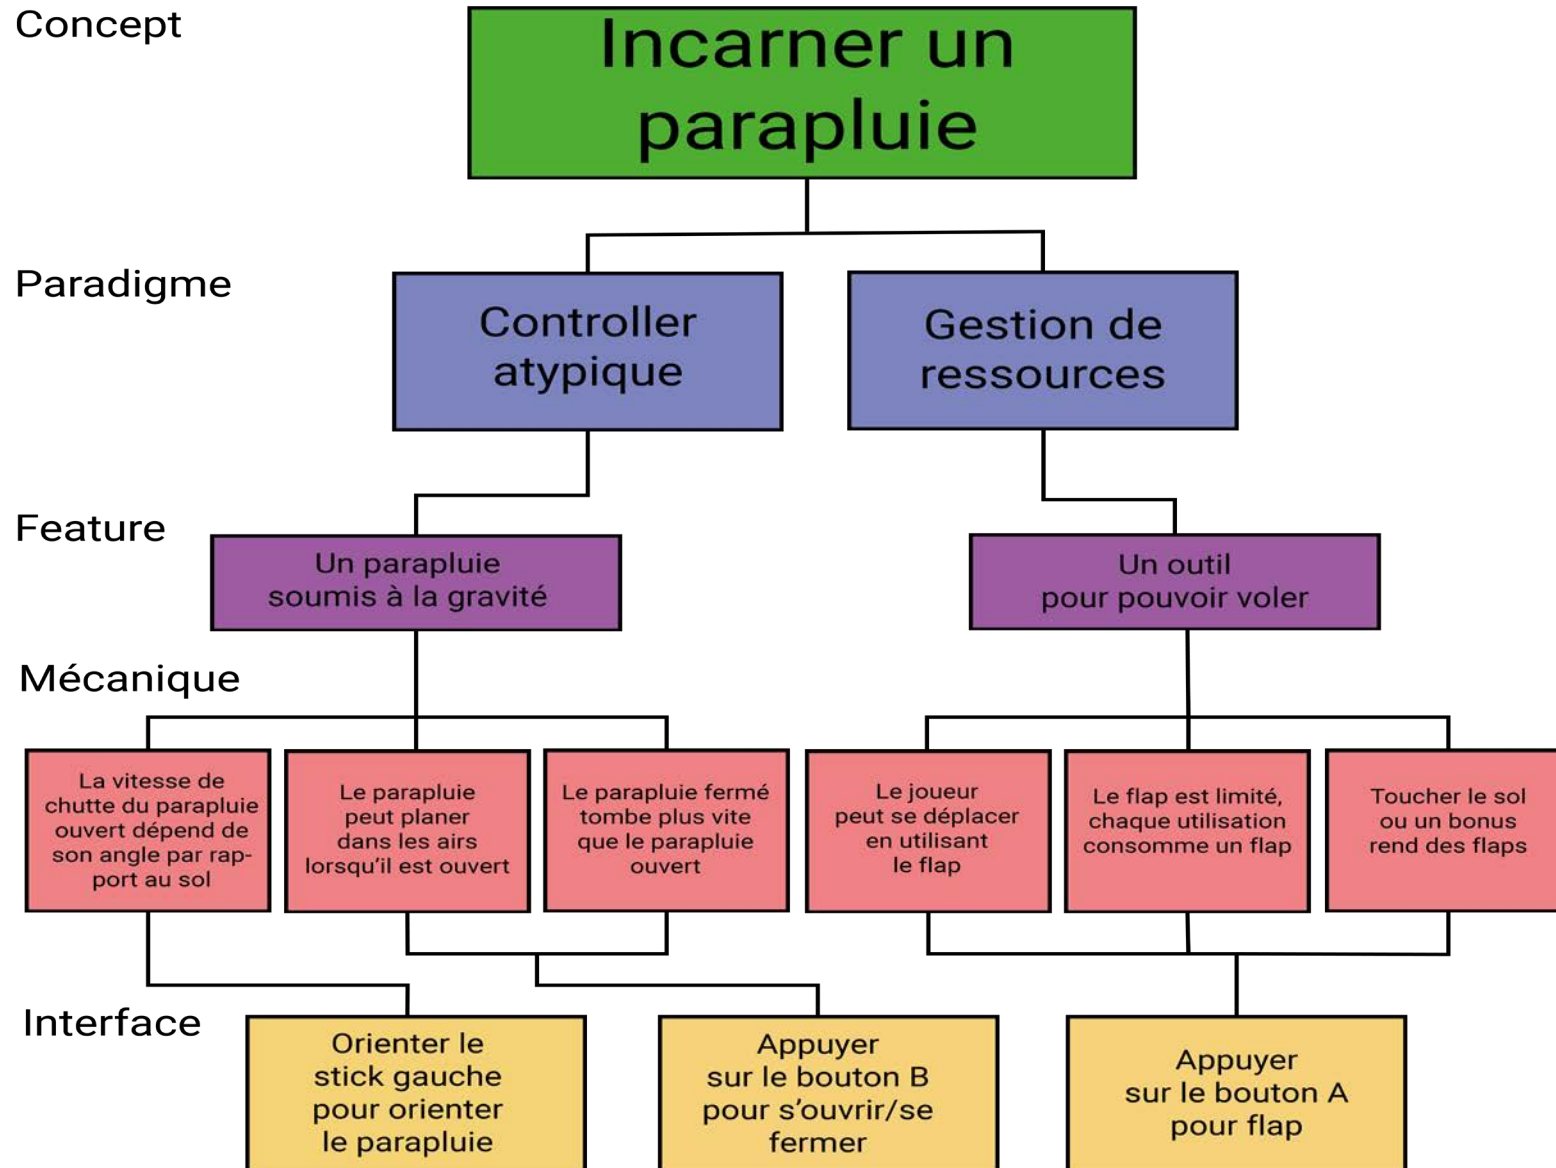 Concept
Incarner un
parapluie
Paradigme
Controller
atypique
Gestion de
ressources
Feature
Un parapluie
soumis à la gravité
Un outil
pour pouvoir voler
Mécanique
La vitesse de
chutte du parapluie
ouvert dépend de
son angle par rap-
port au sol
Le parapluie
peut planer
dans les airs
lorsqu'il est ouvert
Le parapluie fermé
tombe plus vite
que le parapluie
ouvert
Le joueur
peut se déplacer
en utilisant
le flap
Le flap est limité,
chaque utilisation
consomme un flap
Toucher le sol
ou un bonus
rend des flaps
Interface
Orienter le
stick gauche
pour orienter
le parapluie
Appuyer
sur le bouton B
pour s'ouvrir/se
fermer
Appuyer
sur le bouton A
pour flap